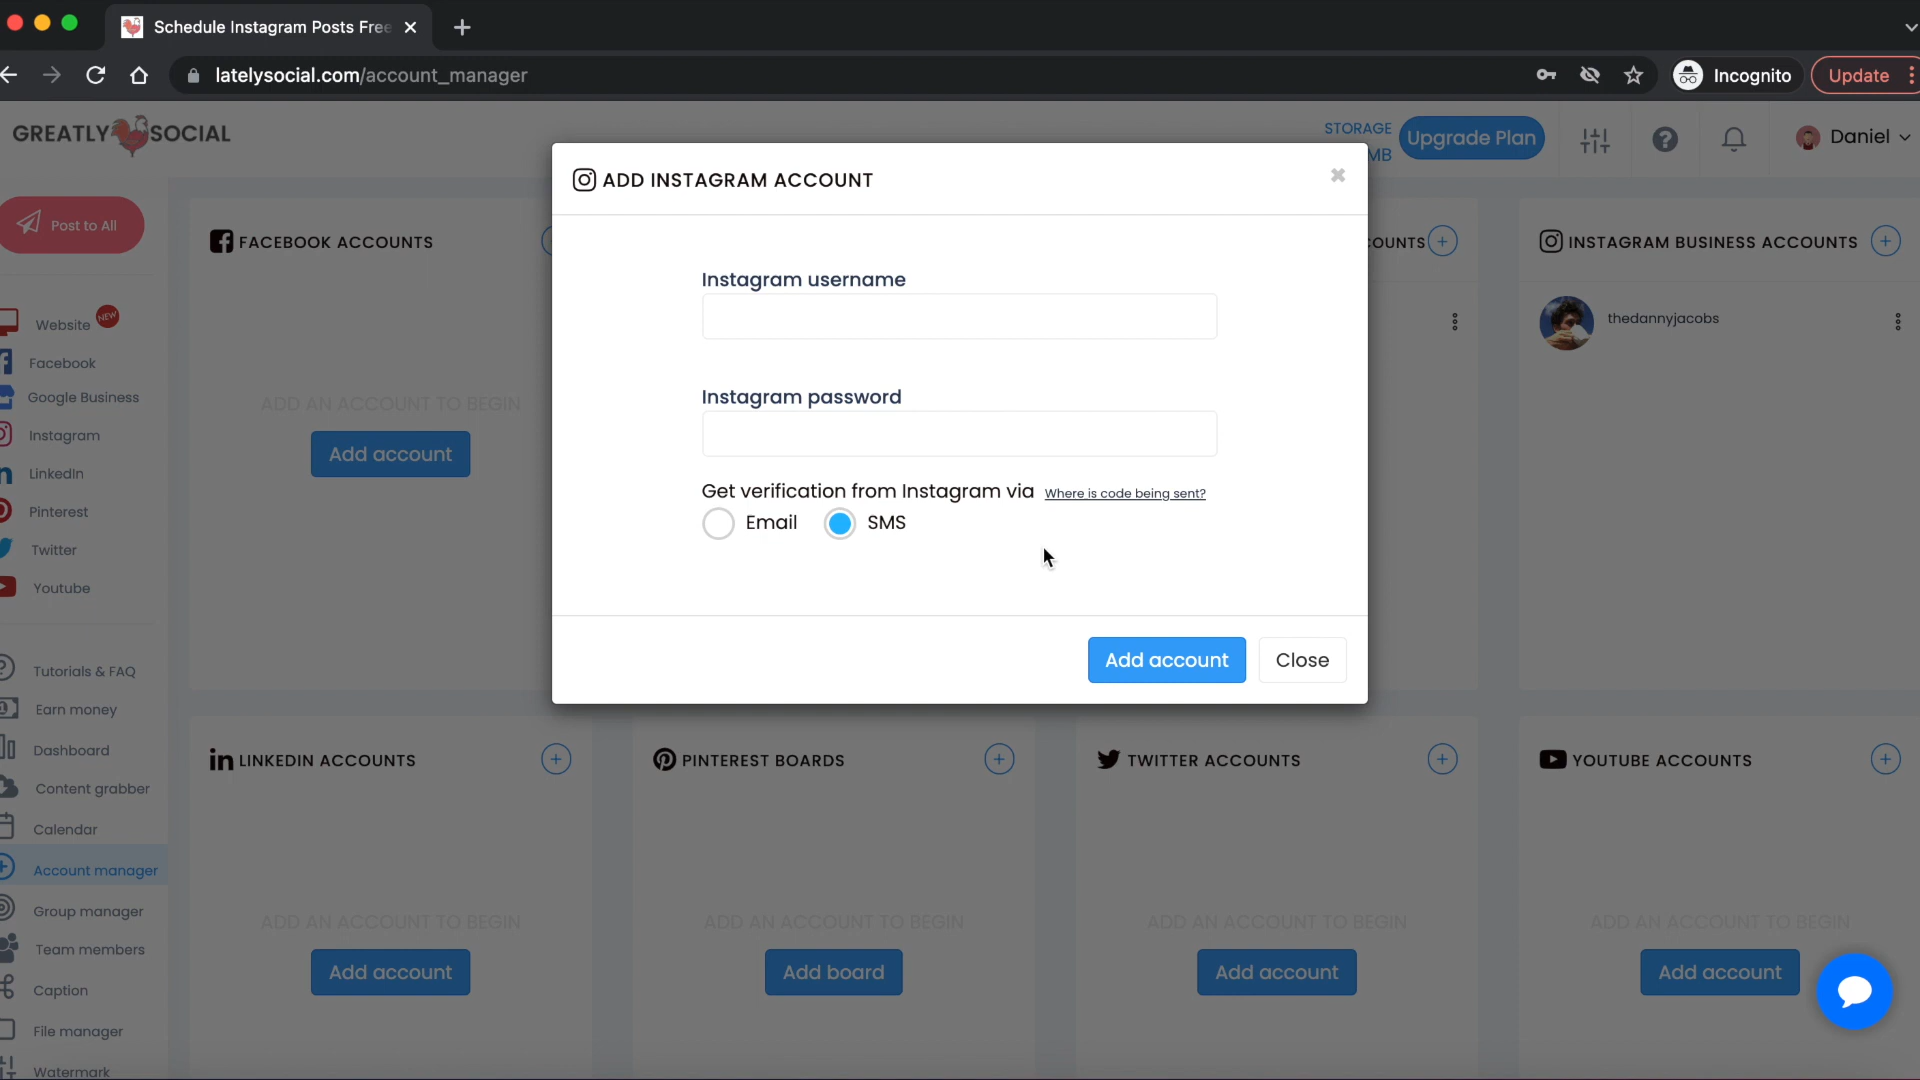 Schedule Instagram Posts Free
latelysocial.com/account_manager
Incognito
Update
GREATLY SOCIAL
STORAGE
MB
Upgrade Plan
Daniel
Post to All
Website NEW
Facebook
Google Business
Instagram
LinkedIn
Pinterest
Twitter
Youtube
Tutorials & FAQ
Earn money
Dashboard
Content grabber
Calendar
Account manager
Group manager
Team members
Caption
File manager
Watermark
FACEBOOK ACCOUNTS
ADD AN ACCOUNT TO BEGIN
Add account
ADD INSTAGRAM ACCOUNT
Instagram username
Instagram password
Get verification from Instagram via Where is code being sent?
Email SMS
Add account Close
COUNTS
INSTAGRAM BUSINESS ACCOUNTS
thedannyjacobs
LINKEDIN ACCOUNTS
ADD AN ACCOUNT TO BEGIN
Add account
PINTEREST BOARDS
ADD AN ACCOUNT TO BEGIN
Add board
TWITTER ACCOUNTS
ADD AN ACCOUNT TO BEGIN
Add account
YOUTUBE ACCOUNTS
ADD AN ACCOUNT TO BEGIN
Add account